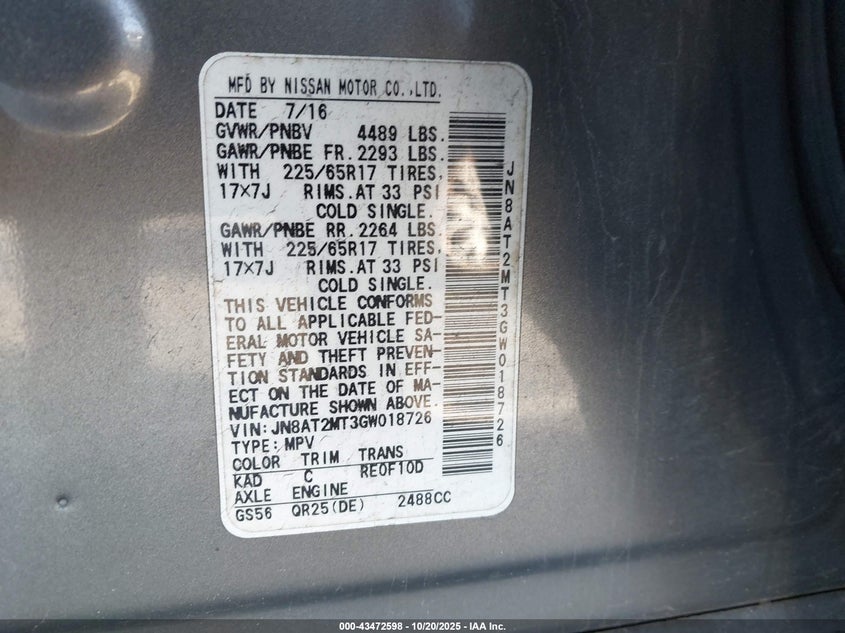 MFD BY NISSAN MOTOR CO.,LTD.
DATE 7/16
GVWR/PNBV 4489 LBS.
GAWR/PNBE FR.2293 LBS.
WITH 225/65R17 TIRES,
17×7J RIMS.AT 33 PSI
COLD SINGLE.
GAWR/PNBE RR.2264 LBS.
WITH 225/65R17 TIRES,
17×7J RIMS.AT 33 PSI
COLD SINGLE.
THIS VEHICLE CONFORMS
TO ALL APPLICABLE FED-
ERAL MOTOR VEHICLE SA-
FETY AND THEFT PREVEN-
TION STANDARDS IN EFF-
ECT ON THE DATE OF MA-
NUFACTURE SHOWN ABOVE.
VIN:JN8AT2MT3GW018726
TYPE:MPV
COLOR TRIM TRANS
KAD C RE0F10D
AXLE ENGINE
GS56 QR25(DE) 2488CC
JN8AT2MT3GW018726
000-43472598 - 10/20/2025 - IAA Inc.